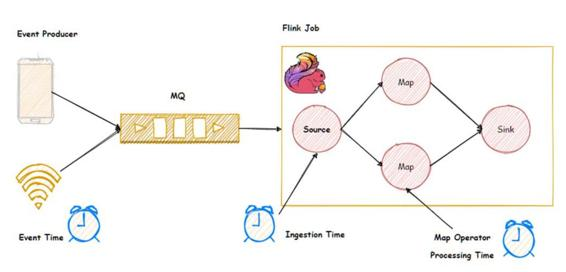 Event Producer
Flink Job
MQ
Map
Source
Sink
Map
Event Time
Ingestion Time
Map Operator
Processing Time